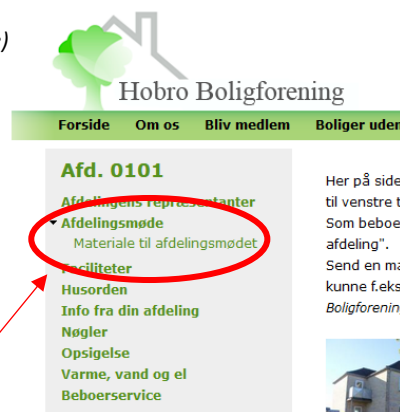 )
Hobro Boligforening
Forside Om os Bliv medlem Boliger uden
Afd. 0101
Afdelingens repræsentanter
Afdelingsmøde
Materiale til afdelingsmødet
Faciliteter
Husorden
Info fra din afdeling
Nøgler
Opsigelse
Varme, vand og el
Beboerservice
Her på side
til venstre t
Som beboe
afdeling".
Send en ma
kunne f.eks
Boligforenin